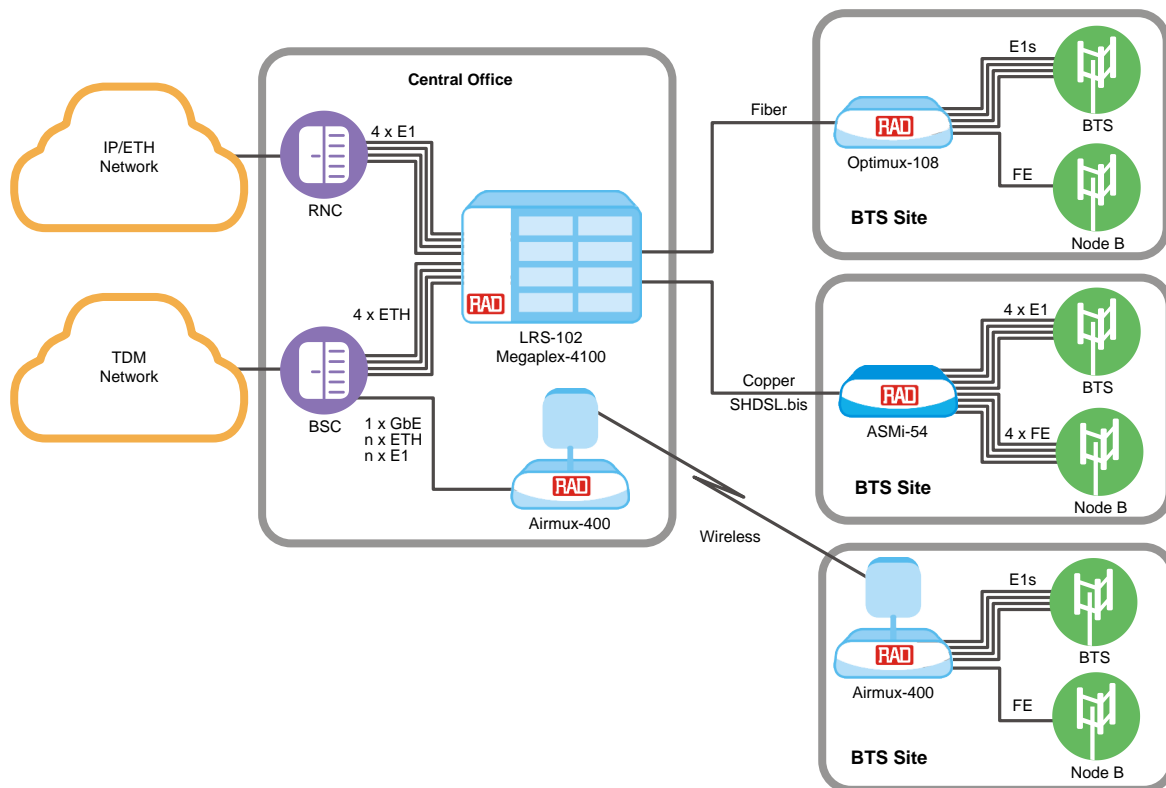 Central Office
IP/ETH
Network
4 x E1
RNC
TDM
Network
4 x ETH
BSC
RAD
LRS-102
Megaplex-4100
1 x GbE
n x ETH
n x E1
RAD
Airmux-400
Fiber
Copper
SHDSL.bis
Wireless
E1s
RAD
Optimux-108
BTS
FE
BTS Site
Node B
4 x E1
RAD
ASMi-54
BTS
4 x FE
BTS Site
Node B
E1s
RAD
Airmux-400
BTS
FE
BTS Site
Node B